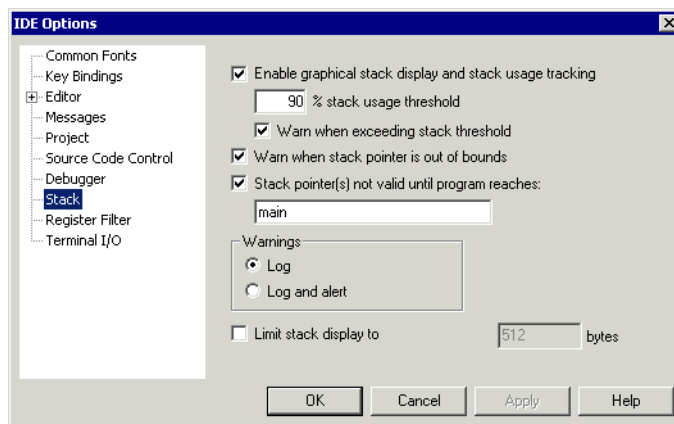 IDE Options
Common Fonts
Key Bindings
Editor
Messages
Project
Source Code Control
Debugger
Stack
Register Filter
Terminal I/O
Enable graphical stack display and stack usage tracking
90 % stack usage threshold
Warn when exceeding stack threshold
Warn when stack pointer is out of bounds
Stack pointer(s) not valid until program reaches:
main
Warnings
Log
Log and alert
Limit stack display to 512 bytes
OK Cancel Apply Help